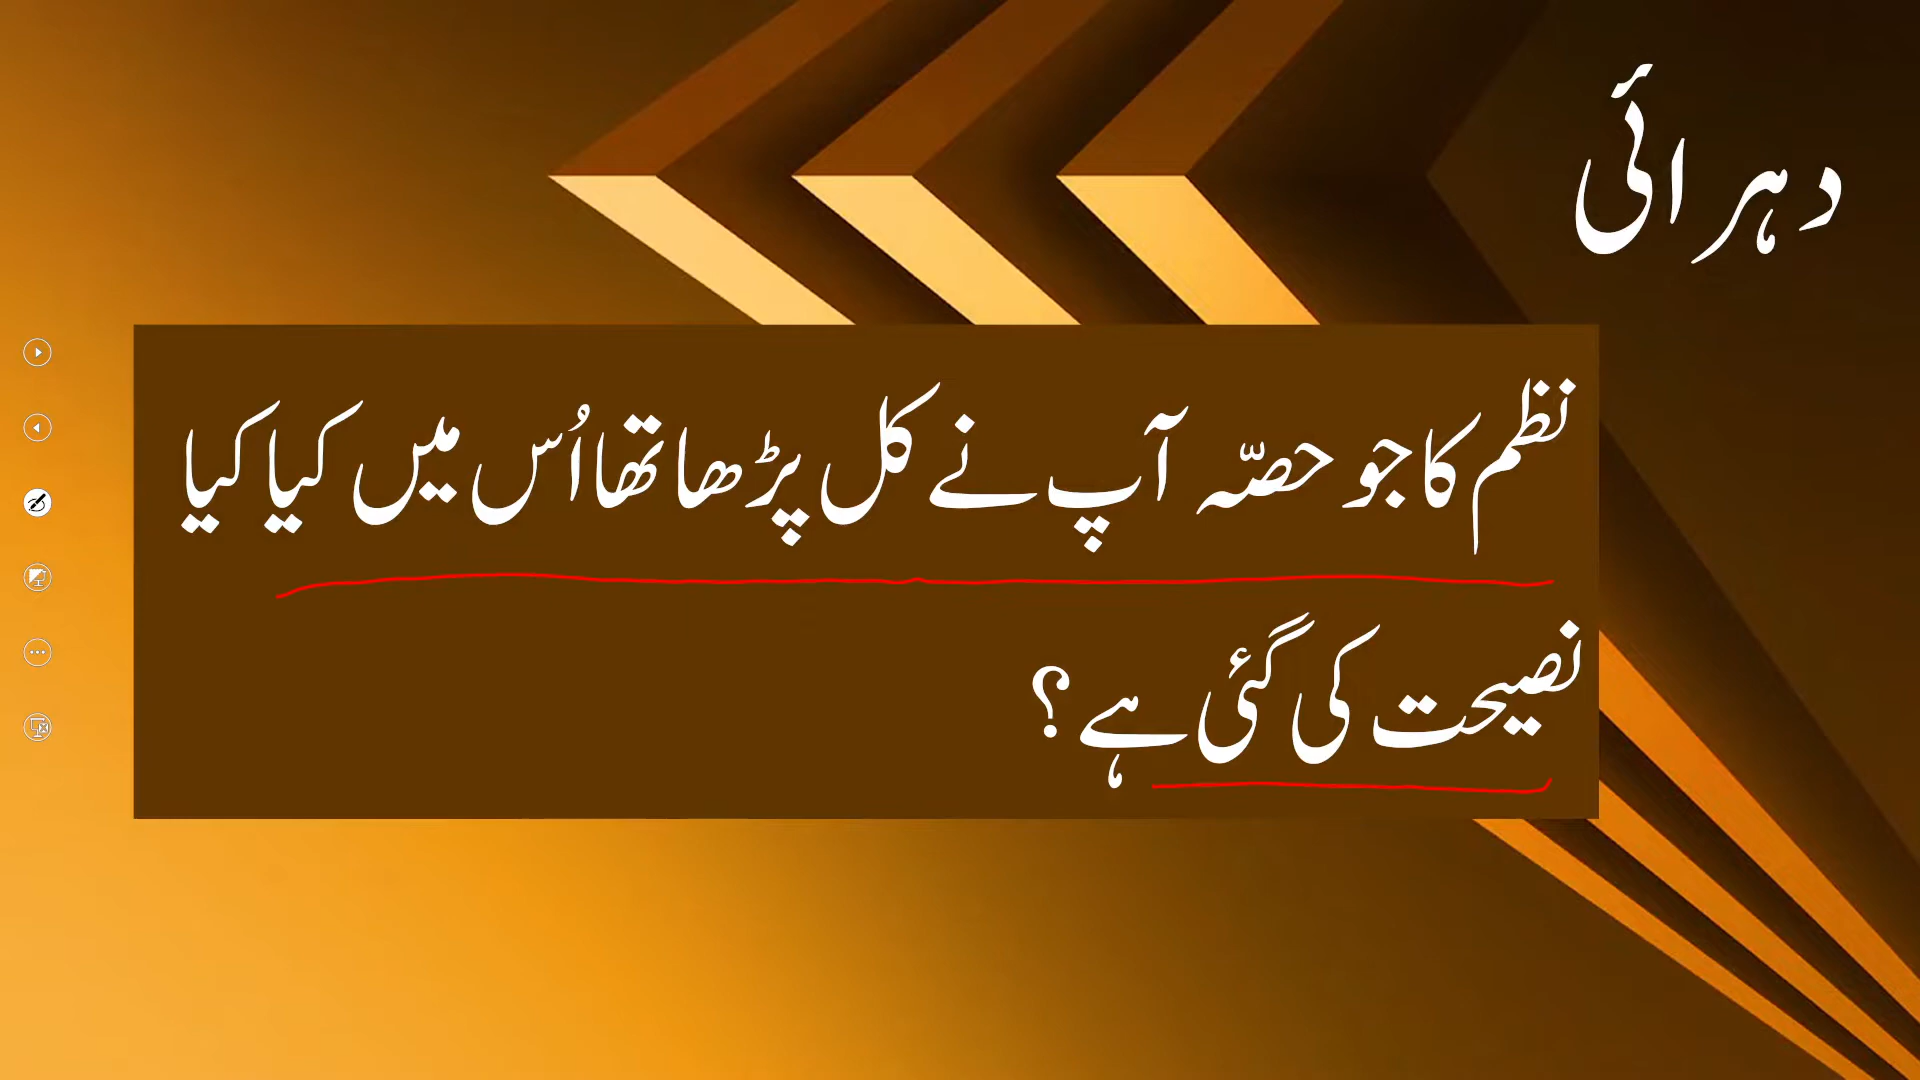 دہرائی
نظم کا جو حصّہ آپ نے کل پڑھا تھا اُس میں کیا کیا
نصیحت کی گئی ہے؟